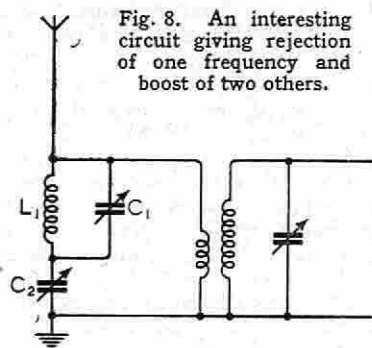 Fig. 8. An interesting
circuit giving rejection
of one frequency and
boost of two others.
L₁
C₁
C₂